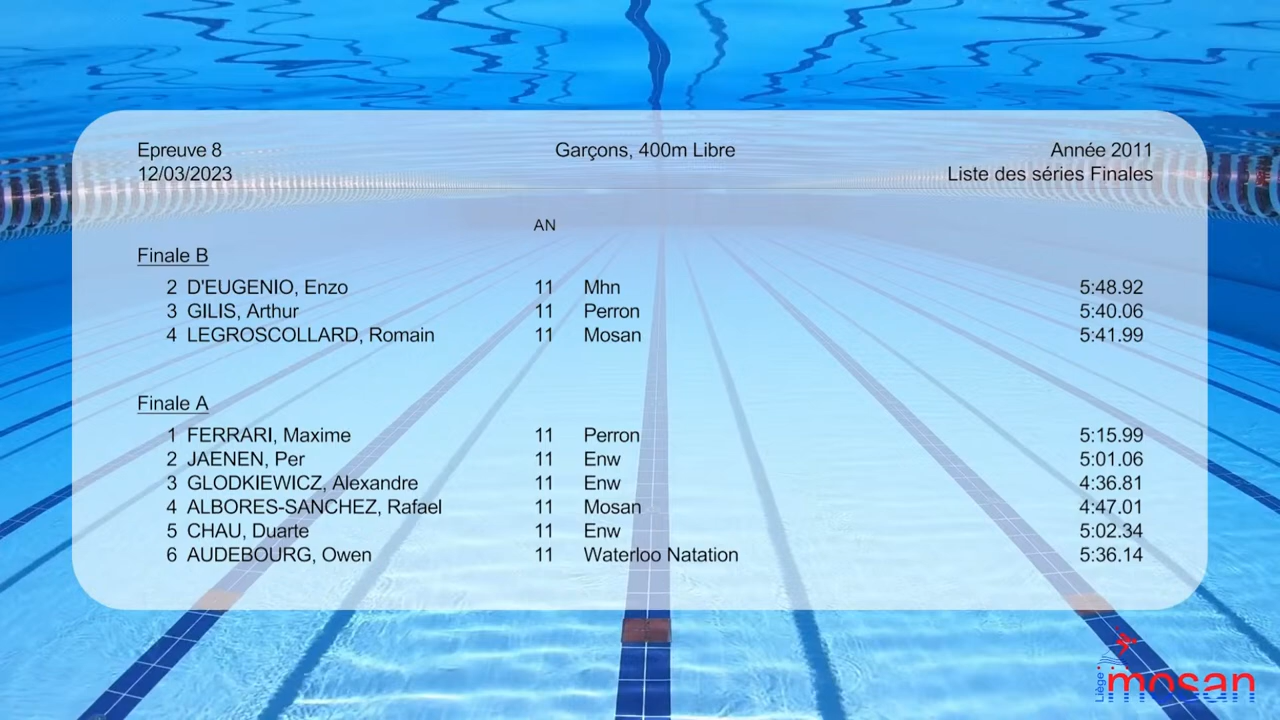 Epreuve 8 Garçons, 400m Libre Année 2011
12/03/2023 Liste des séries Finales
AN
Finale B
2 D'EUGENIO, Enzo 11 Mhn 5:48.92
3 GILIS, Arthur 11 Perron 5:40.06
4 LEGROSCOLLARD, Romain 11 Mosan 5:41.99
Finale A
1 FERRARI, Maxime 11 Perron 5:15.99
2 JAENEN, Per 11 Enw 5:01.06
3 GLODKIEWICZ, Alexandre 11 Enw 4:36.81
4 ALBORES-SANCHEZ, Rafael 11 Mosan 4:47.01
5 CHAU, Duarte 11 Enw 5:02.34
6 AUDEBOURG, Owen 11 Waterloo Natation 5:36.14
Liège mosan